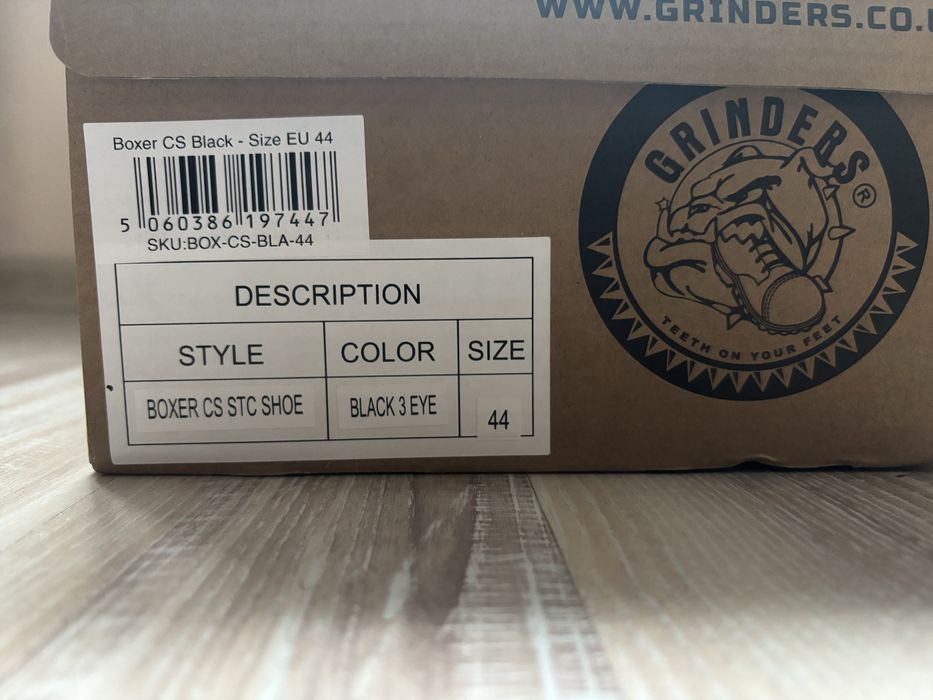 WWW.GRINDERS.CO.
Boxer CS Black - Size EU 44
5 060386 197447
SKU:BOX-CS-BLA-44
DESCRIPTION
STYLE COLOR SIZE
BOXER CS STC SHOE BLACK 3 EYE 44
GRINDERS®
TEETH ON YOUR FEET